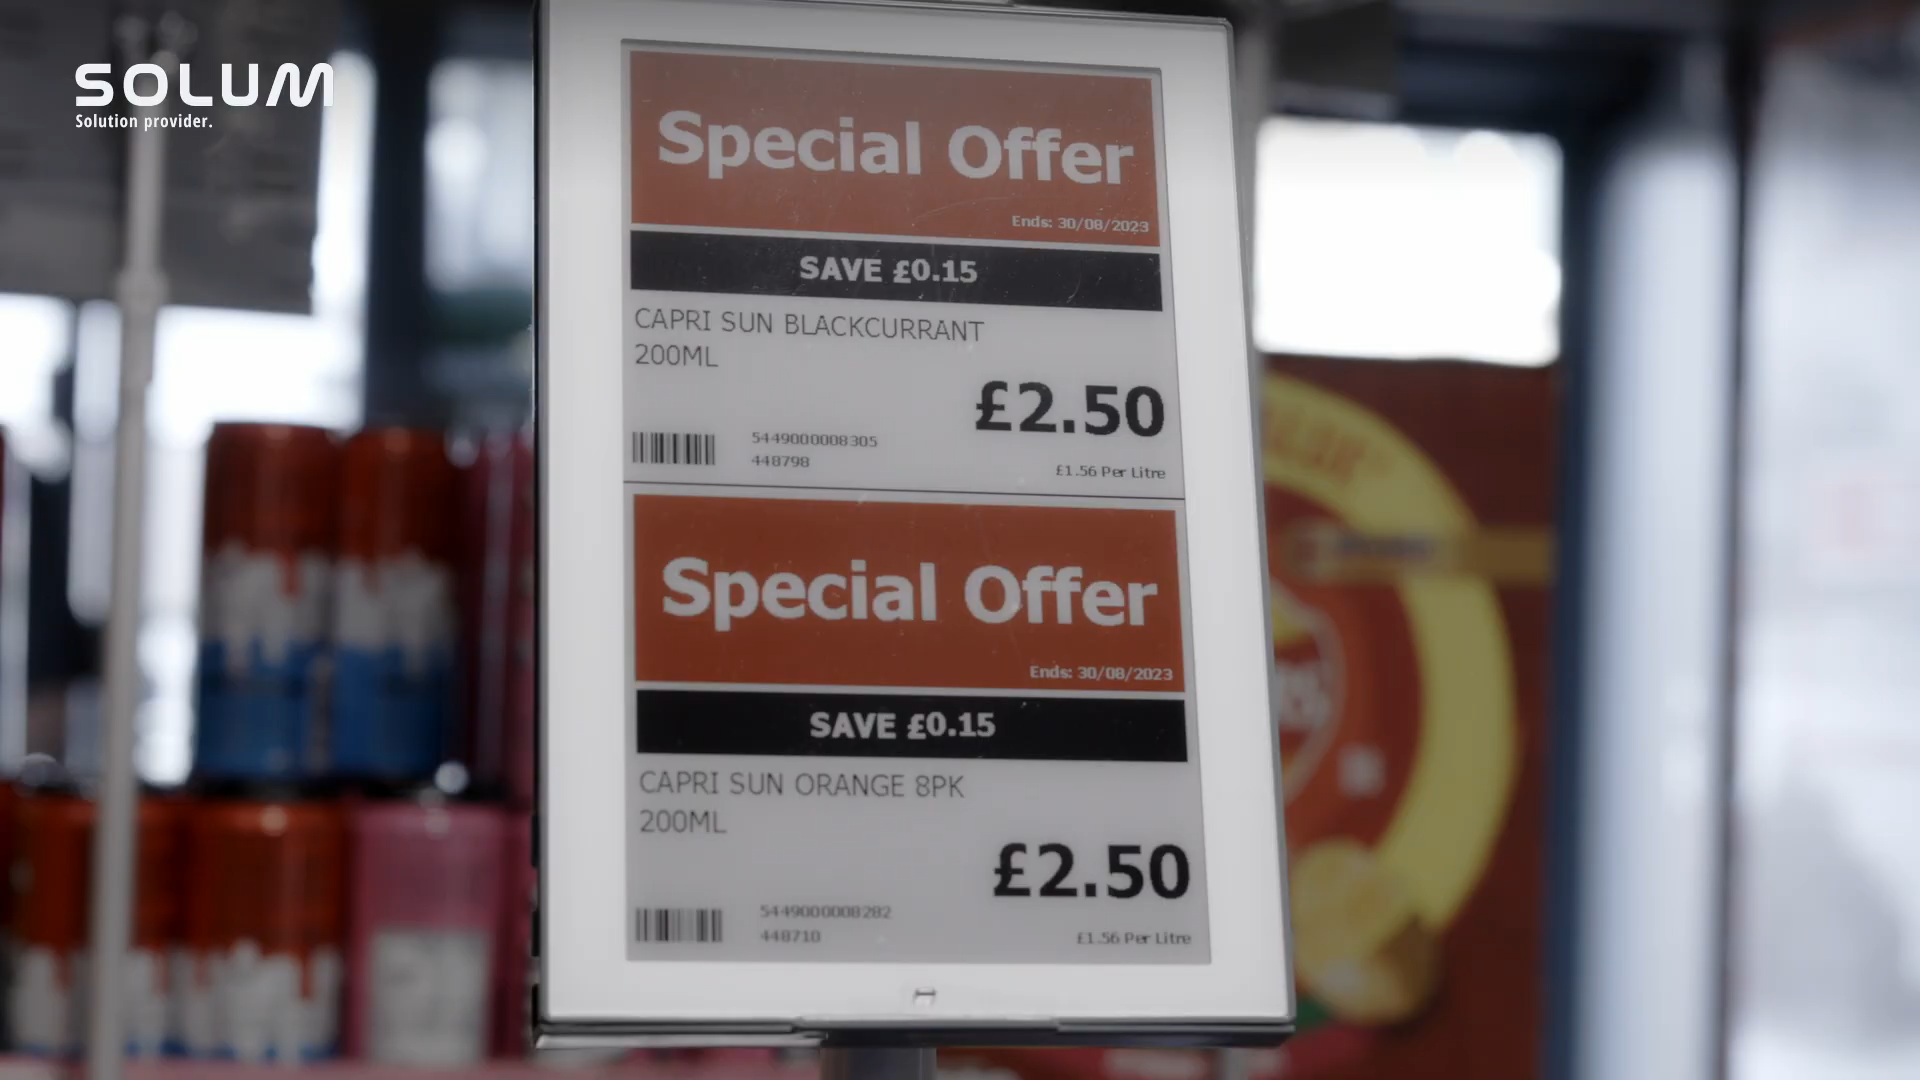 SOLUM
Solution provider.
Special Offer
Ends: 30/08/2023
SAVE £0.15
CAPRI SUN BLACKCURRANT
200ML
£2.50
5449000008305
448798
£1.56 Per Litre
Special Offer
Ends: 30/08/2023
SAVE £0.15
CAPRI SUN ORANGE 8PK
200ML
£2.50
5449000008282
448710
£1.56 Per Litre